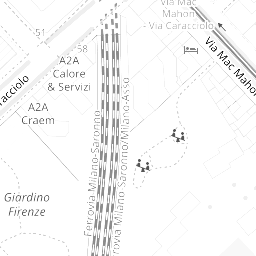 Via Mac
Mahon
- Via Caracciolo
51
58
A2A
Calore
& Servizi
Via Mac Mahon
A2A
Craem
Giardino
Firenze
Ferrovia Milano-Saronno
Ferrovia Milano-Saronno/Milano-Asso